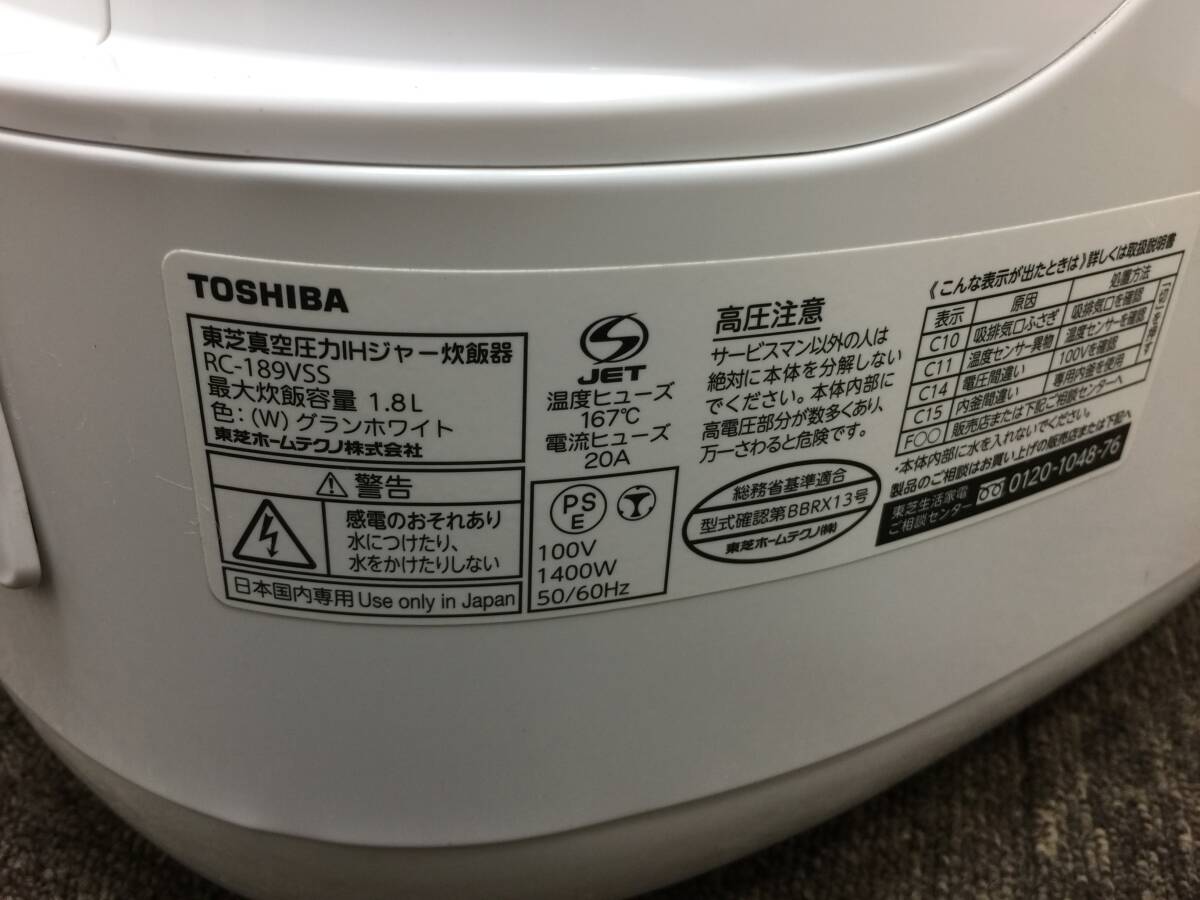 TOSHIBA
東芝真空圧力IHジャー炊飯器
RC-189VSS
最大炊飯容量 1.8L
色：(W) グランホワイト
東芝ホームテクノ株式会社
警告
感電のおそれあり
水につけたり、
水をかけたりしない
日本国内専用 Use only in Japan
S
JET
温度ヒューズ
167℃
電流ヒューズ
20A
PS
E
100V
1400W
50/60Hz
高圧注意
サービスマン以外の人は
絶対に本体を分解しない
でください。本体内部に
高電圧部分が数多くあり、
万一さわると危険です。
総務省基準適合
型式確認第BBRX13号
東芝ホームテクノ(株)
《こんな表示が出たときは》詳しくは取扱説明書
表示 原因 処置方法
C10 吸排気口ふさぎ 吸排気口を確認
C11 温度センサー異物 温度センサーを確認
C14 電圧間違い 100Vを確認
C15 内釜間違い 専用内釜を使用
F○○ 販売店または下記ご相談センターへ
・本体内部に水を入れないでください。
製品のご相談はお買い上げの販売店または下記へ
東芝生活家電
ご相談センター 0120-1048-76